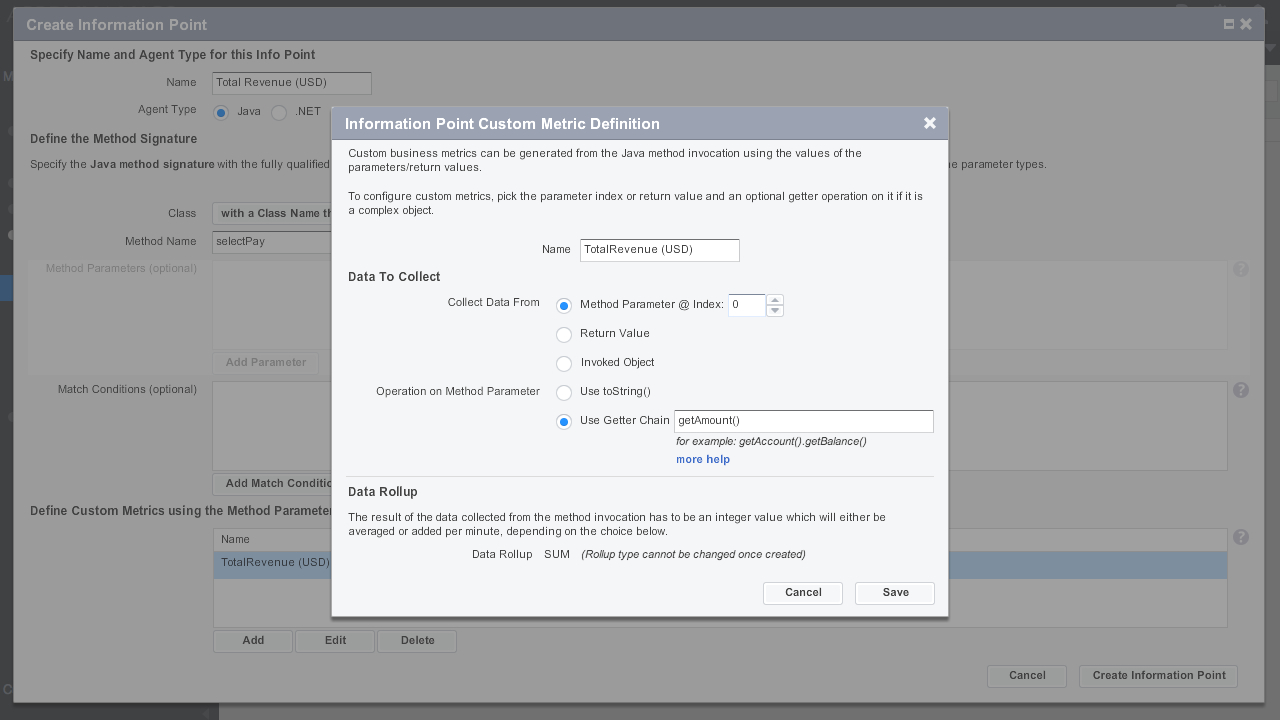 Create Information Point
Specify Name and Agent Type for this Info Point
Name Total Revenue (USD)
Agent Type Java .NET
Define the Method Signature
Specify the Java method signature with the fully qualified
parameter types.
Class with a Class Name
Method Name selectPay
Method Parameters (optional)
Add Parameter
Match Conditions (optional)
Add Match
Define Custom Metrics using the Method
Name
TotalRevenue (USD)
Add Edit Delete
Cancel Create Information Point
Information Point Custom Metric Definition
Custom business metrics can be generated from the Java method invocation using the values of the
parameters/return values.
To configure custom metrics, pick the parameter index or return value and an optional getter operation on it if it is
a complex object.
Name TotalRevenue (USD)
Data To Collect
Collect Data From Method Parameter @ Index: 0
Return Value
Invoked Object
Operation on Method Parameter Use toString()
Use Getter Chain getAmount()
for example: getAccount().getBalance()
more help
Data Rollup
The result of the data collected from the method invocation has to be an integer value which will either be
averaged or added per minute, depending on the choice below.
Data Rollup SUM (Rollup type cannot be changed once created)
Cancel Save